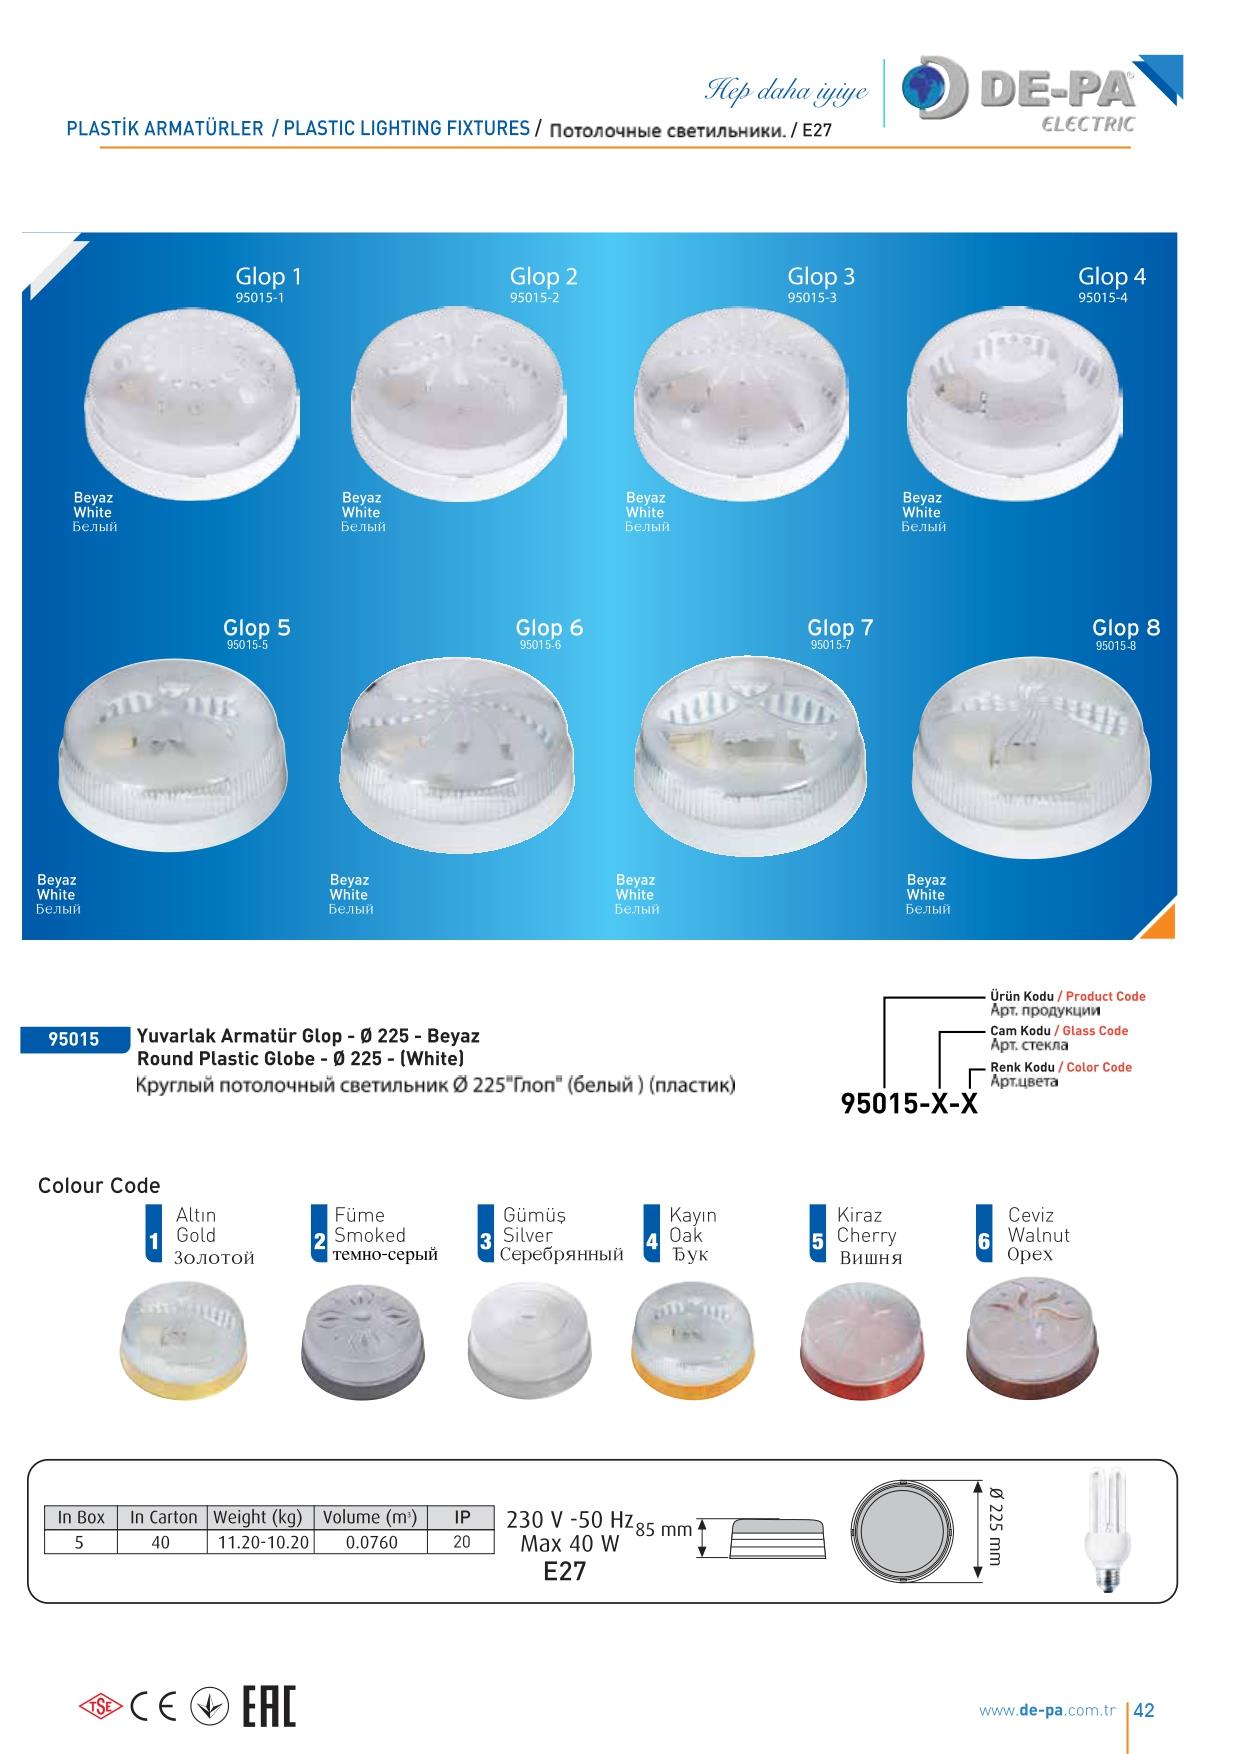 Hep daha iyiye
DE-PA
ELECTRIC
PLASTİK ARMATÜRLER / PLASTIC LIGHTING FIXTURES / Потолочные светильники. / E27
Glop 1
95015-1
Beyaz
White
Белый
Glop 2
95015-2
Beyaz
White
Белый
Glop 3
95015-3
Beyaz
White
Белый
Glop 4
95015-4
Beyaz
White
Белый
Glop 5
95015-5
Beyaz
White
Белый
Glop 6
95015-6
Beyaz
White
Белый
Glop 7
95015-7
Beyaz
White
Белый
Glop 8
95015-8
Beyaz
White
Белый
95015
Yuvarlak Armatür Glop - Ø 225 - Beyaz
Round Plastic Globe - Ø 225 - (White)
Круглый потолочный светильник Ø 225"Глоп" (белый ) (пластик)
Ürün Kodu / Product Code
Арт. продукции
Cam Kodu / Glass Code
Арт. стекла
Renk Kodu / Color Code
Арт.цвета
95015-X-X
Colour Code
1
Altın
Gold
Золотой
2
Füme
Smoked
темно-серый
3
Gümüş
Silver
Серебрянный
4
Kayın
Oak
Ђук
5
Kiraz
Cherry
Вишня
6
Ceviz
Walnut
Орех
In Box In Carton Weight (kg) Volume (m³) IP
5 40 11.20-10.20 0.0760 20
230 V -50 Hz
Max 40 W
E27
85 mm
Ø 225 mm
TSE CE EAC
www.de-pa.com.tr 42